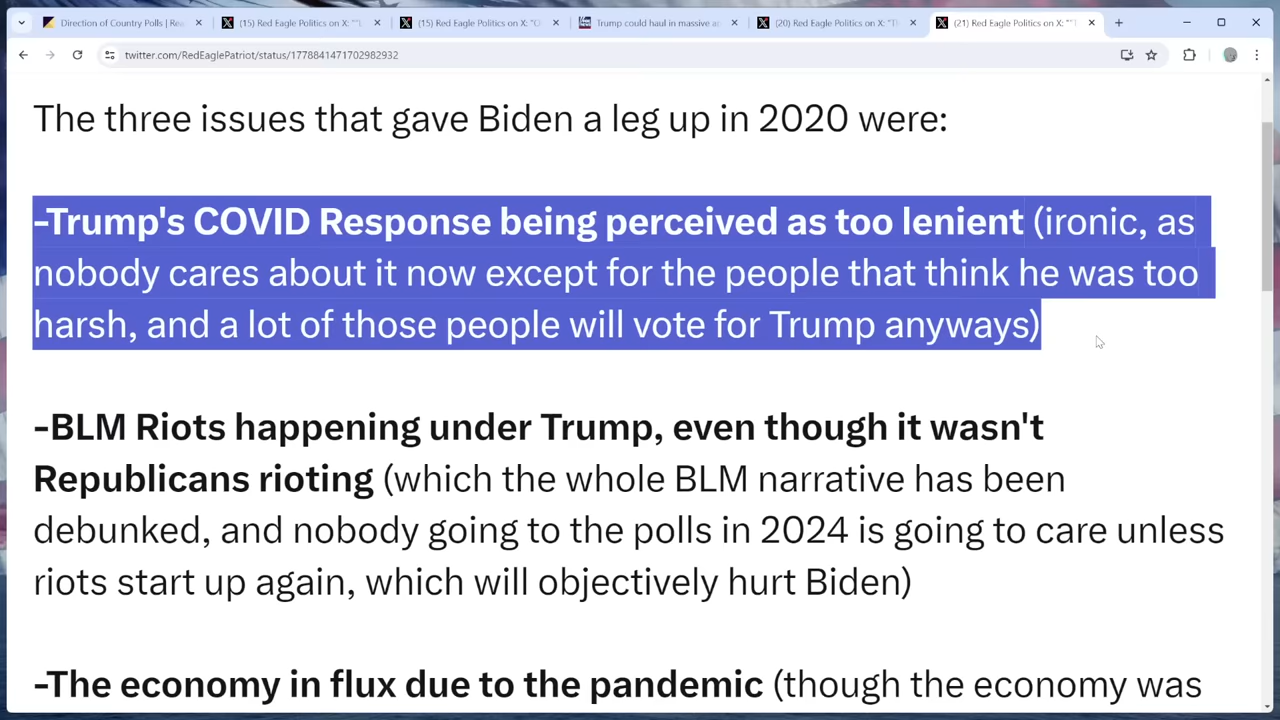 Direction of Country Polls | Rea
(15) Red Eagle Politics on X: "L
(15) Red Eagle Politics on X: "O
Trump could haul in massive a
(20) Red Eagle Politics on X: "T
(21) Red Eagle Politics on X: "T
twitter.com/RedEaglePatriot/status/1778841471702982932
The three issues that gave Biden a leg up in 2020 were:
-Trump's COVID Response being perceived as too lenient (ironic, as
nobody cares about it now except for the people that think he was too
harsh, and a lot of those people will vote for Trump anyways)
-BLM Riots happening under Trump, even though it wasn't
Republicans rioting (which the whole BLM narrative has been
debunked, and nobody going to the polls in 2024 is going to care unless
riots start up again, which will objectively hurt Biden)
-The economy in flux due to the pandemic (though the economy was